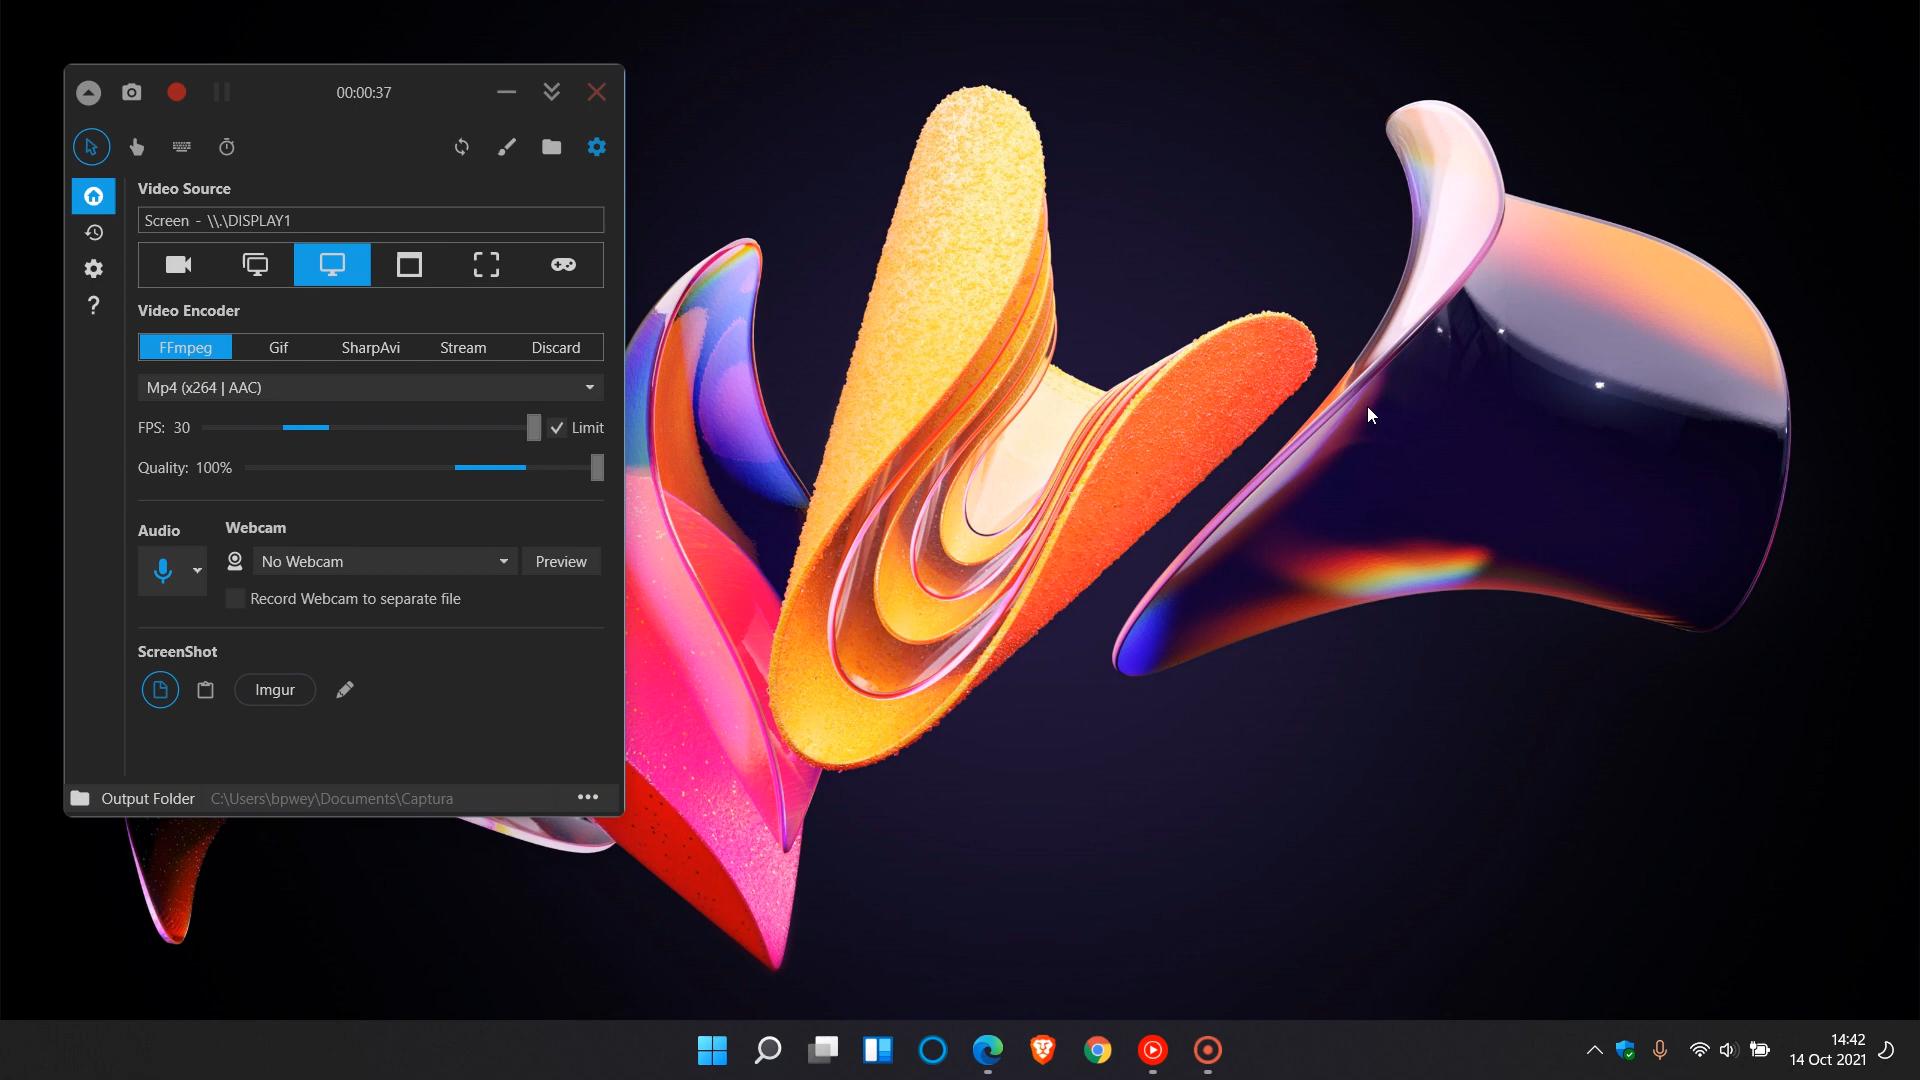 00:00:37
Video Source
Screen - \\.\DISPLAY1
Video Encoder
FFmpeg Gif SharpAvi Stream Discard
Mp4 (x264 | AAC)
FPS: 30 Limit
Quality: 100%
Audio Webcam
No Webcam Preview
Record Webcam to separate file
ScreenShot
Imgur
Output Folder C:\Users\bpwey\Documents\Captura
14:42
14 Oct 2021